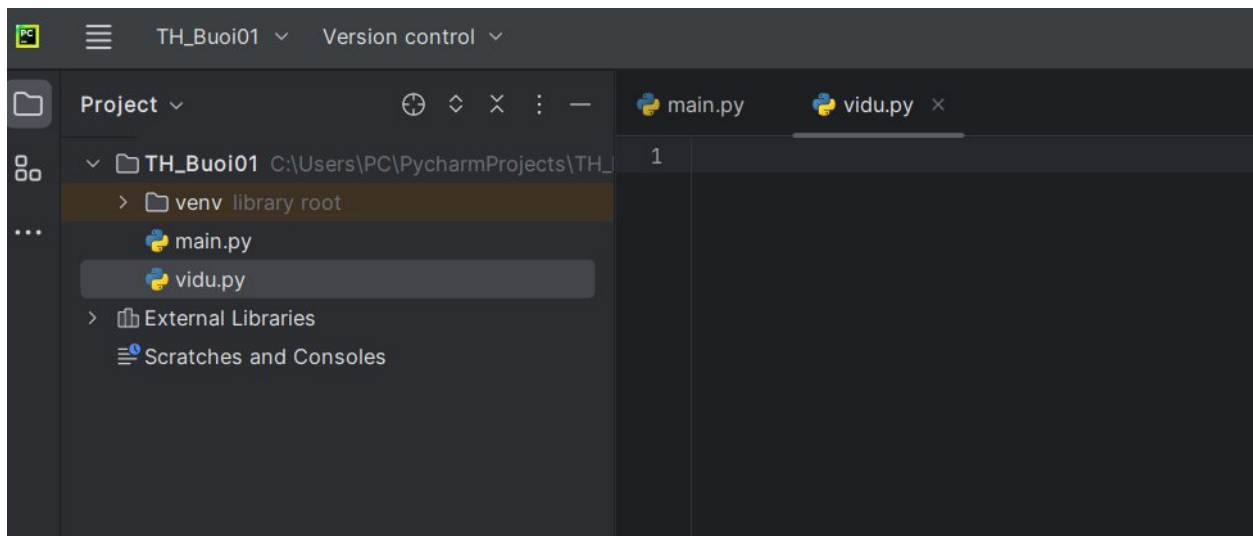 PC
TH_Buoi01 Version control
Project
main.py vidu.py
TH_Buoi01 C:\Users\PC\PycharmProjects\TH_
1
venv library root
main.py
vidu.py
External Libraries
Scratches and Consoles